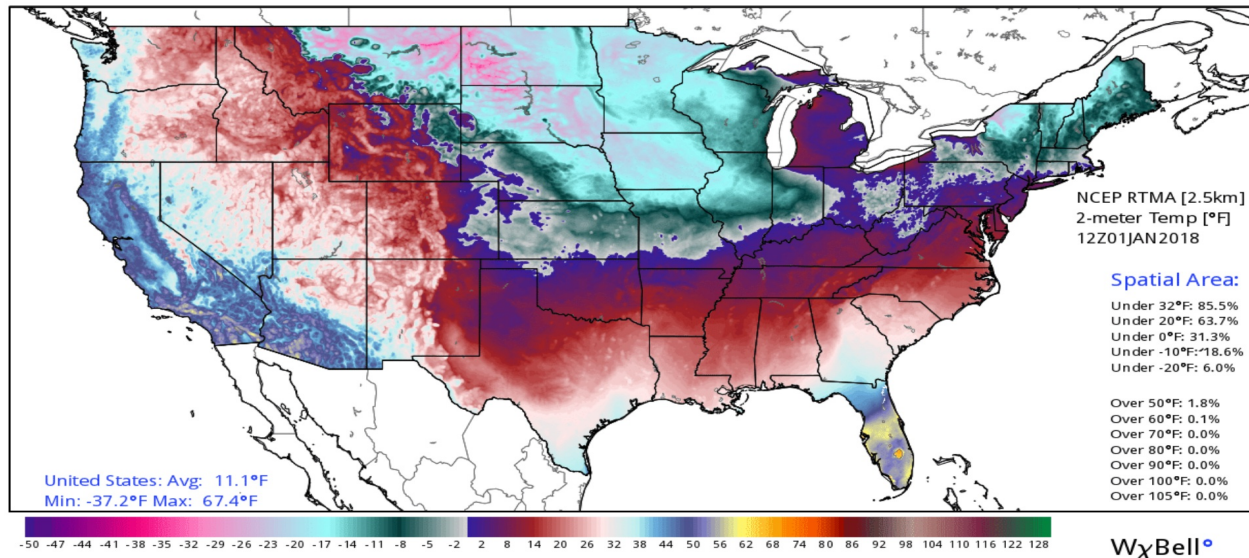 NCEP RTMA [2.5km]
2-meter Temp [°F]
12Z01JAN2018
Spatial Area:
Under 32°F: 85.5%
Under 20°F: 63.7%
Under 0°F: 31.3%
Under -10°F: 18.6%
Under -20°F: 6.0%
Over 50°F: 1.8%
Over 60°F: 0.1%
Over 70°F: 0.0%
Over 80°F: 0.0%
Over 90°F: 0.0%
Over 100°F: 0.0%
Over 105°F: 0.0%
United States: Avg: 11.1°F
Min: -37.2°F Max: 67.4°F
-50 -47 -44 -38 -35 -32 -29 -26 -23 -20 -17 -14 -11 -8 -5 -2 2 8 14 20 26 32 38 44 50 56 62 68 74 80 86 92 98 104 110 116 122 128
WxBell°